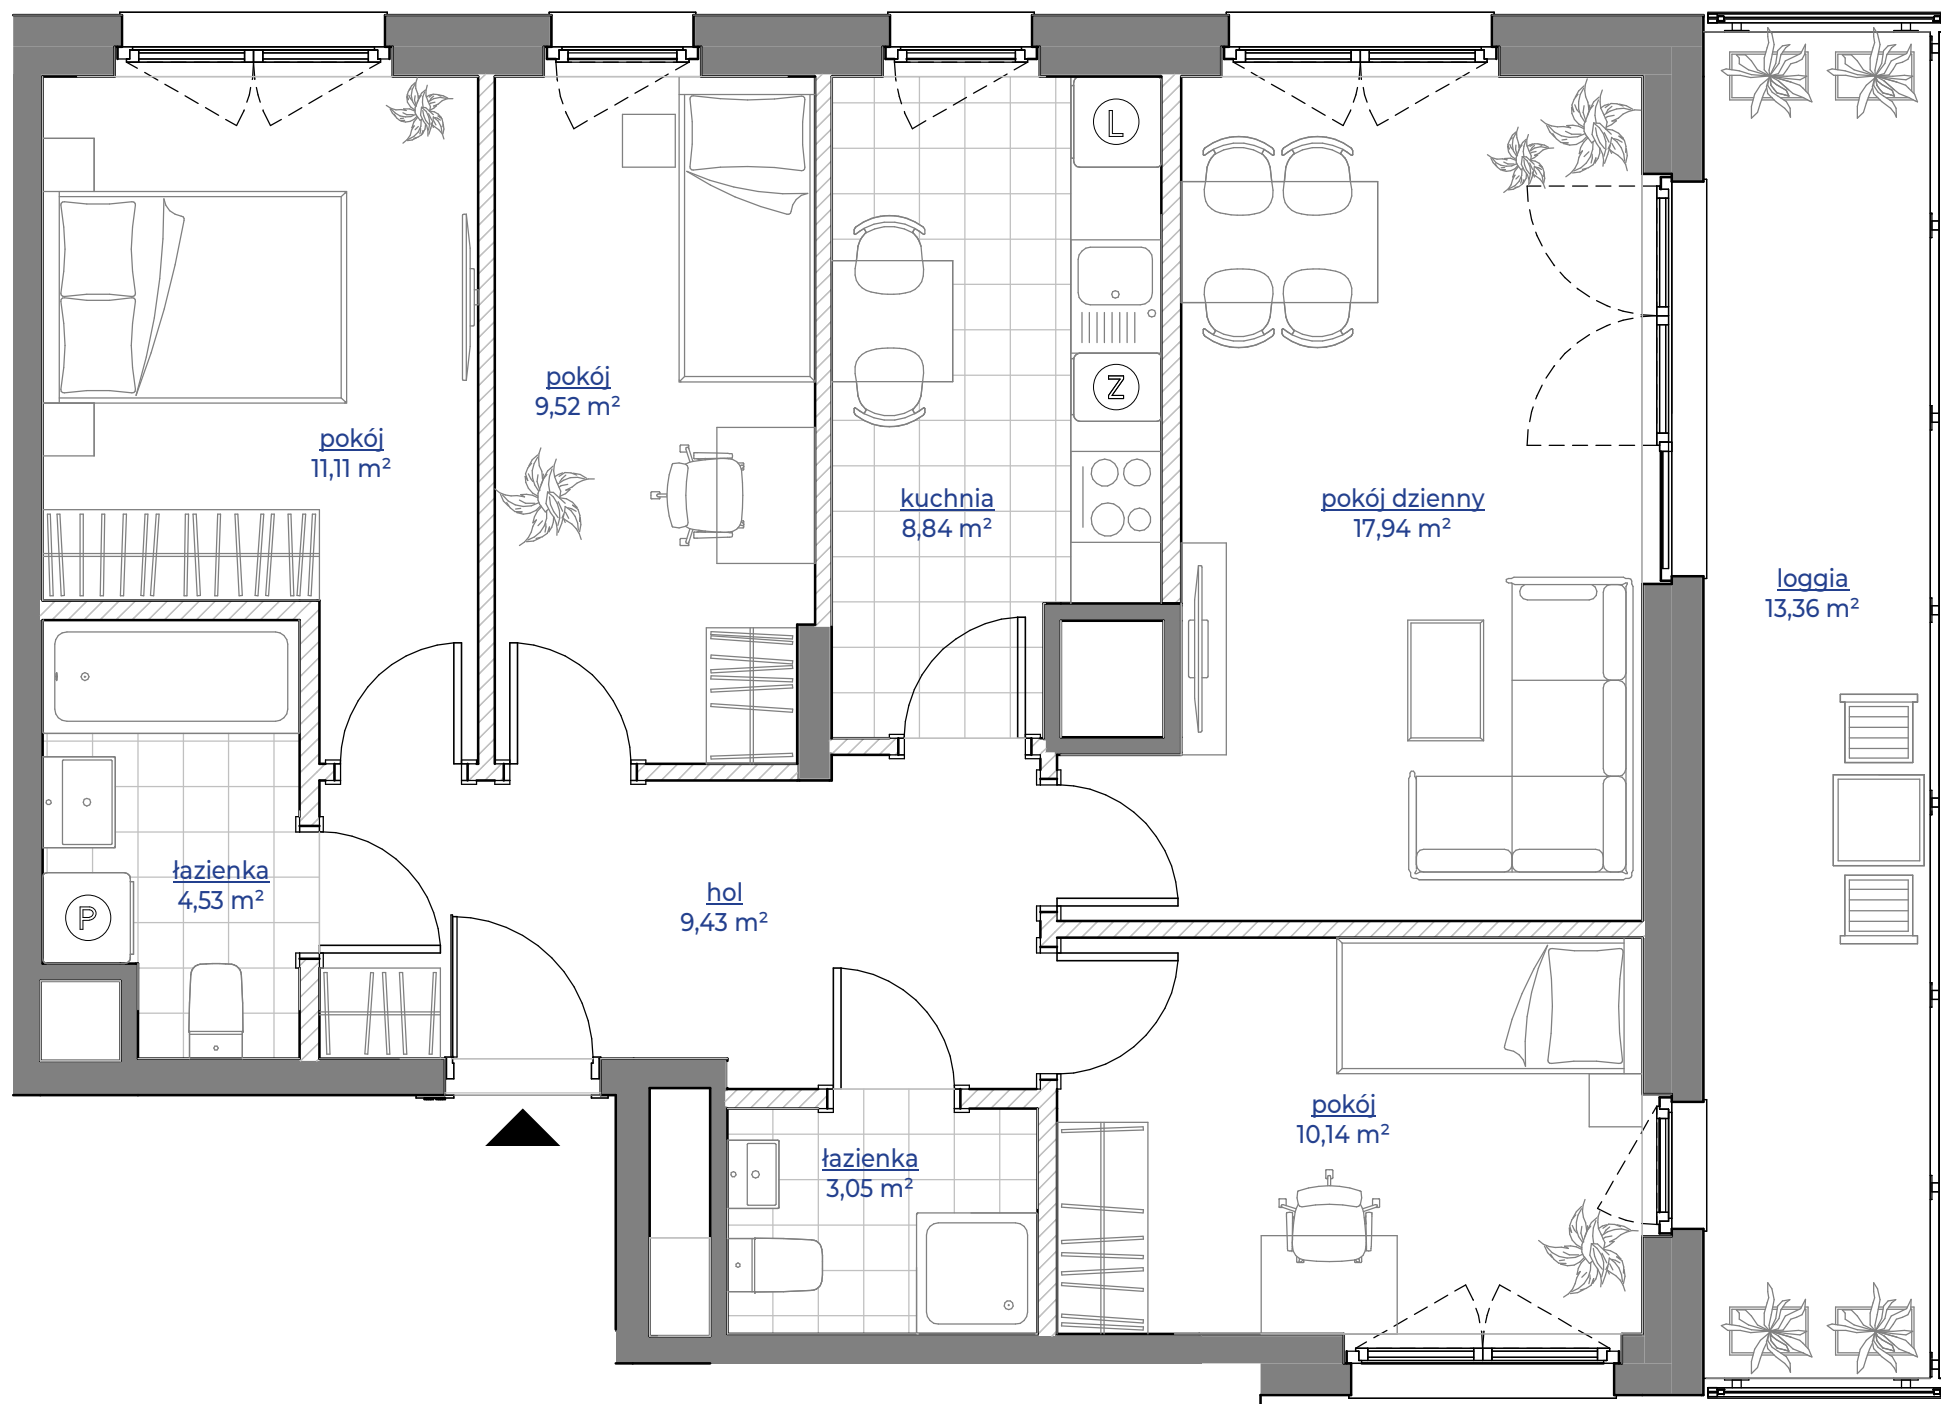 L
pokój
9,52 m²
pokój
11,11 m²
Z
kuchnia
8,84 m²
pokój dzienny
17,94 m²
loggia
13,36 m²
łazienka
4,53 m²
P
hol
9,43 m²
pokój
10,14 m²
łazienka
3,05 m²